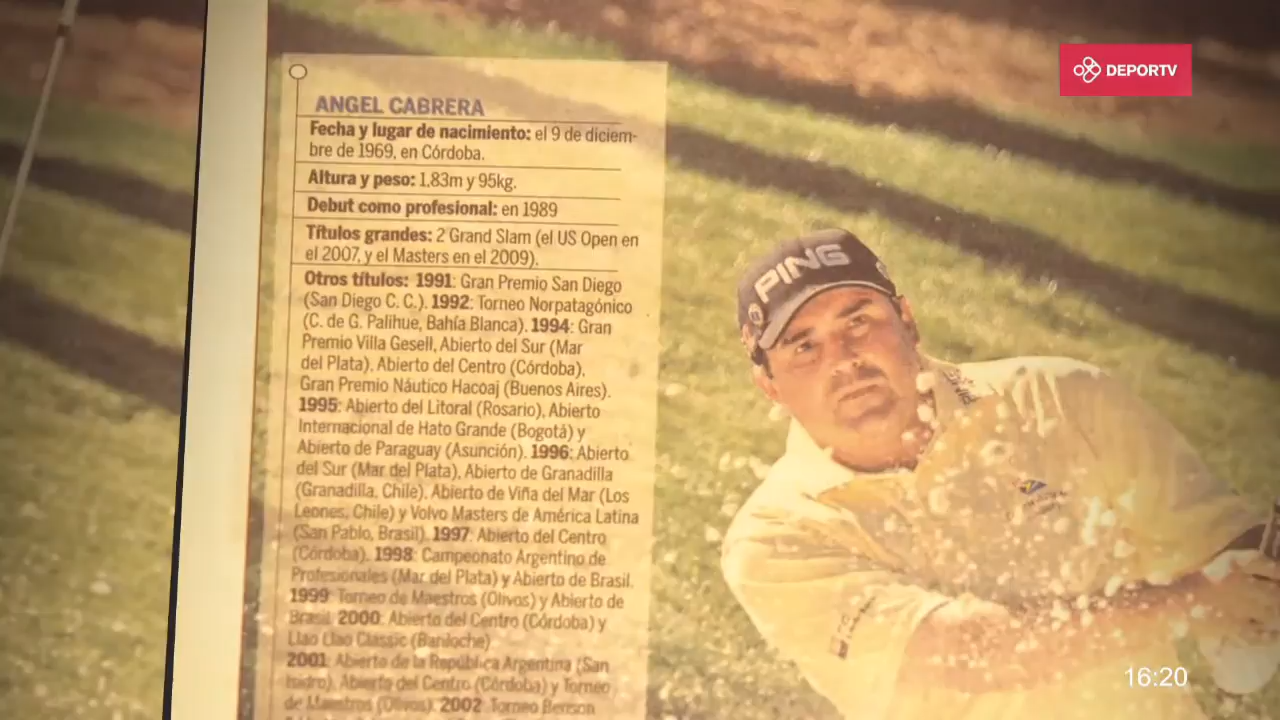 DEPORTV
ANGEL CABRERA
Fecha y lugar de nacimiento: el 9 de diciem-
bre de 1969, en Córdoba.
Altura y peso: 1.83m y 95kg.
Debut como profesional: en 1989
Títulos grandes: 2 Grand Slam (el US Open en
el 2007, y el Masters en el 2009).
Otros títulos: 1991: Gran Premio San Diego
(San Diego C. C.). 1992: Torneo Norpatagónico
(C. de G. Palihue, Bahía Blanca). 1994: Gran
Premio Villa Gesell, Abierto del Sur (Mar
del Plata), Abierto del Centro (Córdoba),
Gran Premio Náutico Hacoaj (Buenos Aires).
1995: Abierto del Litoral (Rosario), Abierto
Internacional de Hato Grande (Bogotá) y
Abierto de Paraguay (Asunción). 1996: Abierto
del Sur (Mar del Plata), Abierto de Granadilla
(Granadilla, Chile), Abierto de Viña del Mar (Los
Leones, Chile) y Volvo Masters de América Latina
(San Pablo, Brasil). 1997: Abierto del Centro
(Córdoba). 1998: Campeonato Argentino de
Profesionales (Mar del Plata) y Abierto de Brasil.
1999: Torneo de Maestros (Olivos) y Abierto de
Brasil. 2000: Abierto del Centro (Córdoba) y
Llao Llao Classic (Bariloche)
2001: Abierto de la República Argentina (San
Isidro), Abierto del Centro (Córdoba) y Torneo
de Maestros (Olivos). 2002: Torneo Benson
PING
16:20